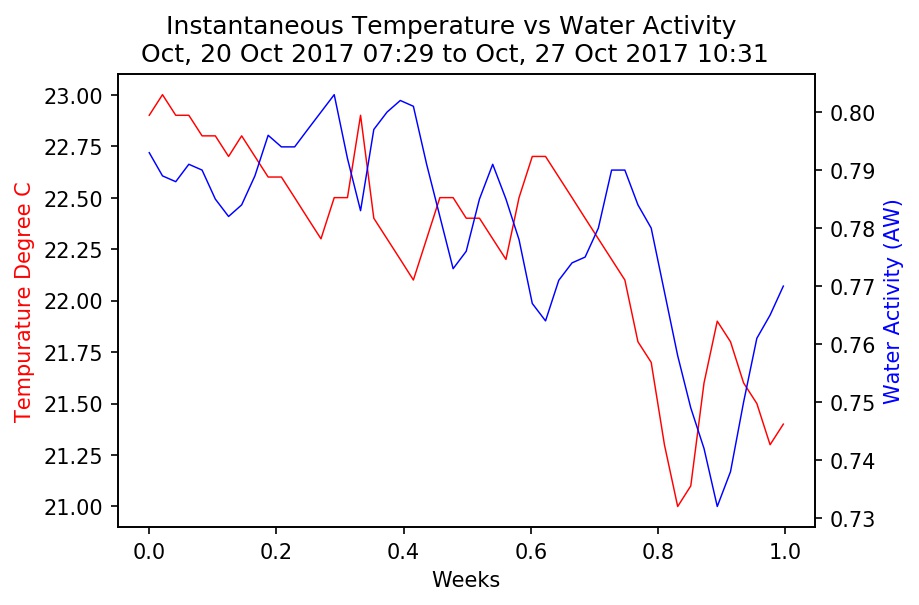 Instantaneous Temperature vs Water Activity
Oct, 20 Oct 2017 07:29 to Oct, 27 Oct 2017 10:31
Tempurature Degree C
23.00
22.75
22.50
22.25
22.00
21.75
21.50
21.25
21.00
0.80
0.79
0.78
0.77
0.76
0.75
0.74
0.73
Water Activity (AW)
0.0 0.2 0.4 0.6 0.8 1.0
Weeks